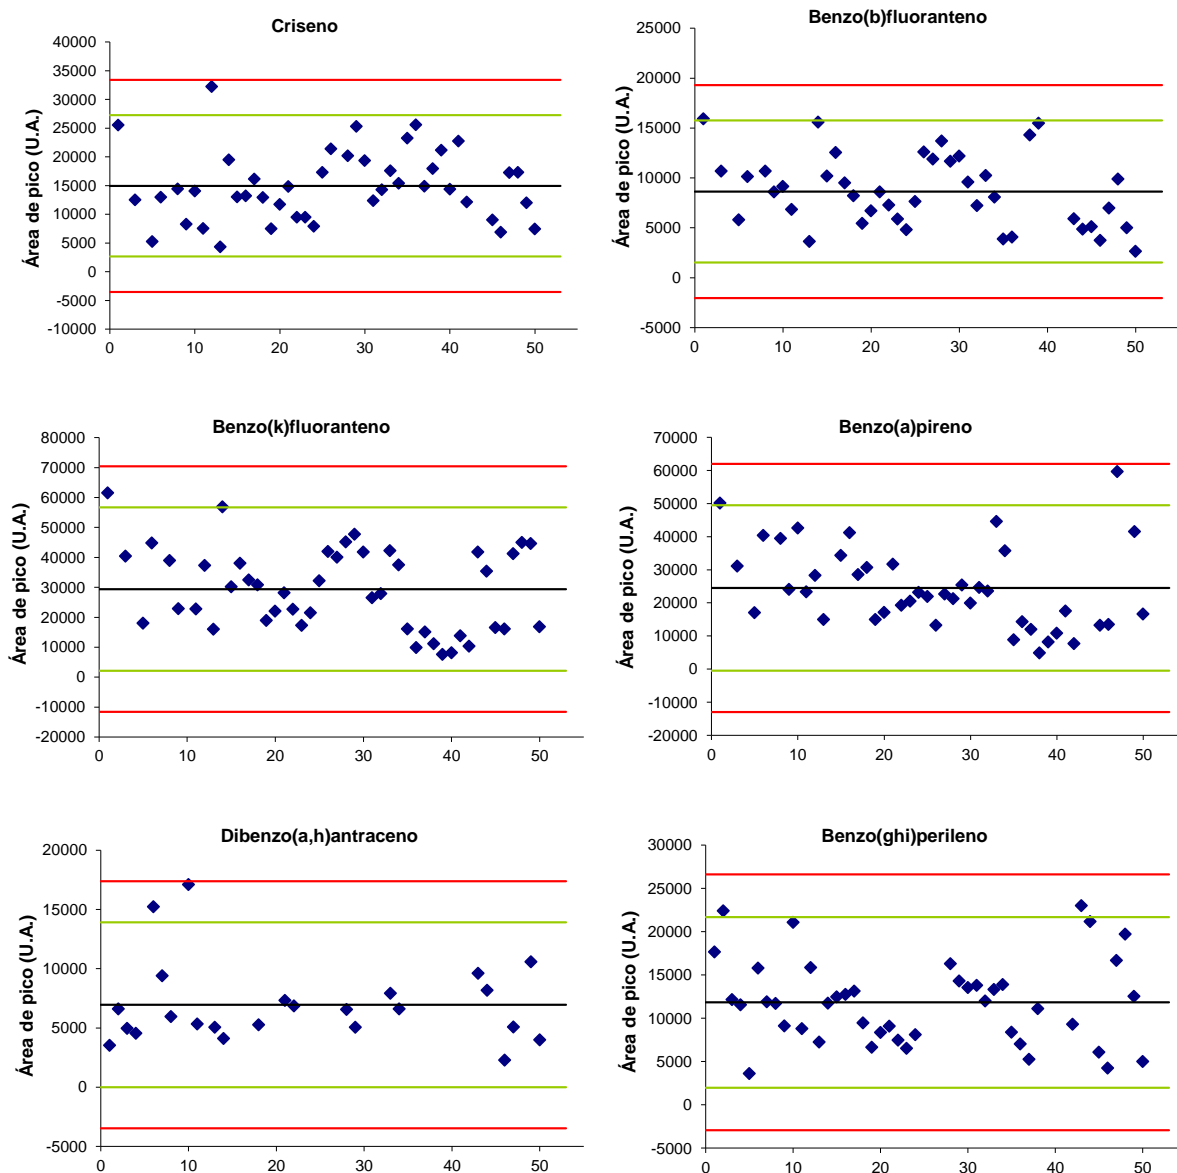 Criseno
Área de pico (U.A.)
40000
35000
30000
25000
20000
15000
10000
5000
0
-5000
-10000
0 10 20 30 40 50
Benzo(b)fluoranteno
Área de pico (U.A.)
25000
20000
15000
10000
5000
0
-5000
0 10 20 30 40 50
Benzo(k)fluoranteno
Área de pico (U.A.)
80000
70000
60000
50000
40000
30000
20000
10000
0
-10000
-20000
0 10 20 30 40 50
Benzo(a)pireno
Área de pico (U.A.)
70000
60000
50000
40000
30000
20000
10000
0
-10000
-20000
0 10 20 30 40 50
Dibenzo(a,h)antraceno
Área de pico (U.A.)
20000
15000
10000
5000
0
-5000
0 10 20 30 40 50
Benzo(ghi)perileno
Área de pico (U.A.)
30000
25000
20000
15000
10000
5000
0
-5000
0 10 20 30 40 50